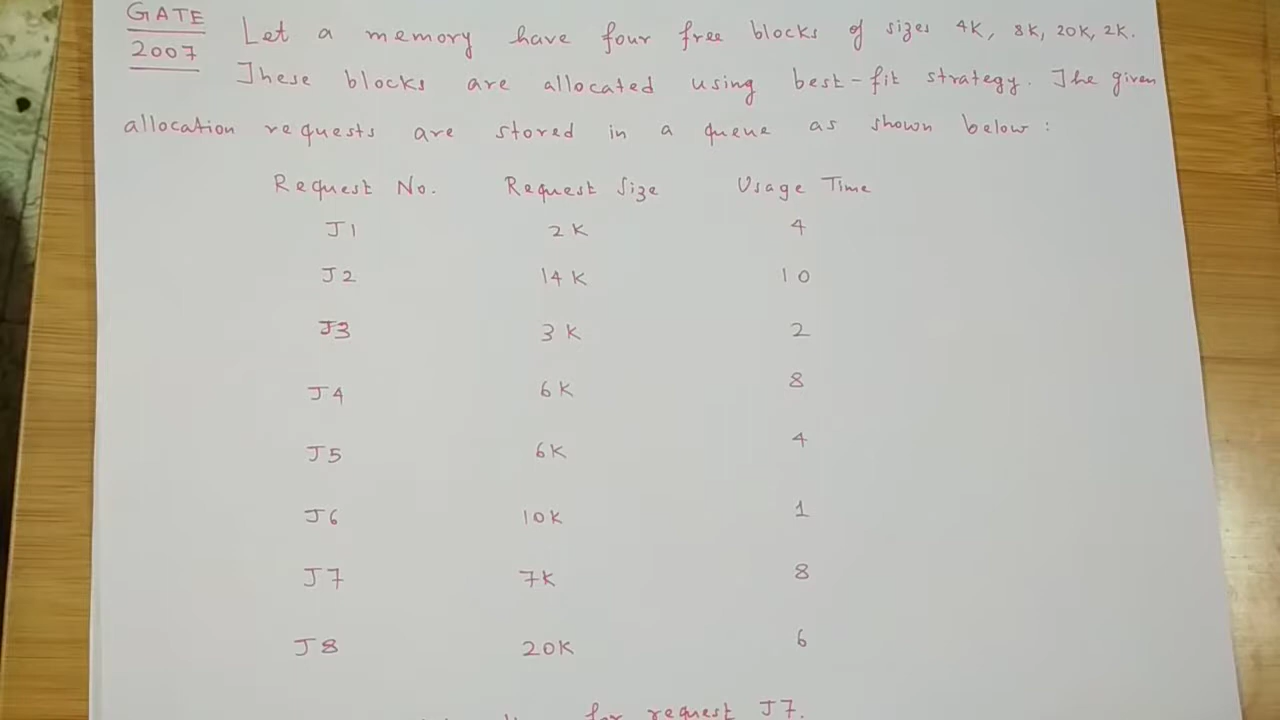 GATE
2007
Let a memory have four free blocks of sizes 4K, 8K, 20K, 2K.
These blocks are allocated using best-fit strategy. The given
allocation requests are stored in a queue as shown below:
Request No. Request Size Usage Time
J1 2K 4
J2 14K 10
J3 3K 2
J4 6K 8
J5 6K 4
J6 10K 1
J7 7K 8
J8 20K 6
for request J7.